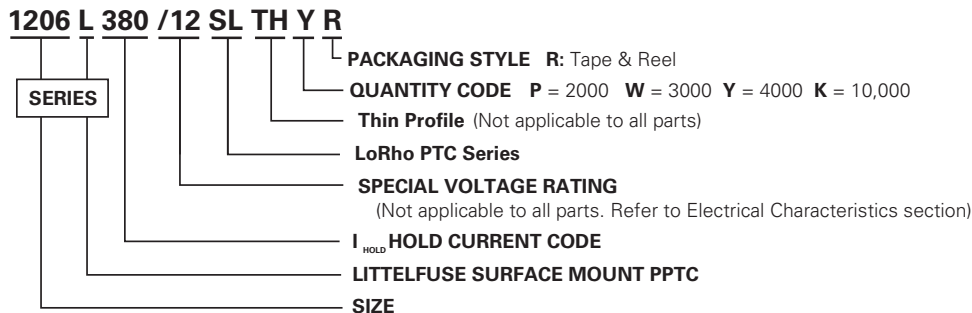 1206 L 380 /12 SL TH Y R
PACKAGING STYLE R: Tape & Reel
QUANTITY CODE P = 2000 W = 3000 Y = 4000 K = 10,000
SERIES
Thin Profile (Not applicable to all parts)
LoRho PTC Series
SPECIAL VOLTAGE RATING
(Not applicable to all parts. Refer to Electrical Characteristics section)
I HOLD HOLD CURRENT CODE
LITTELFUSE SURFACE MOUNT PPTC
SIZE